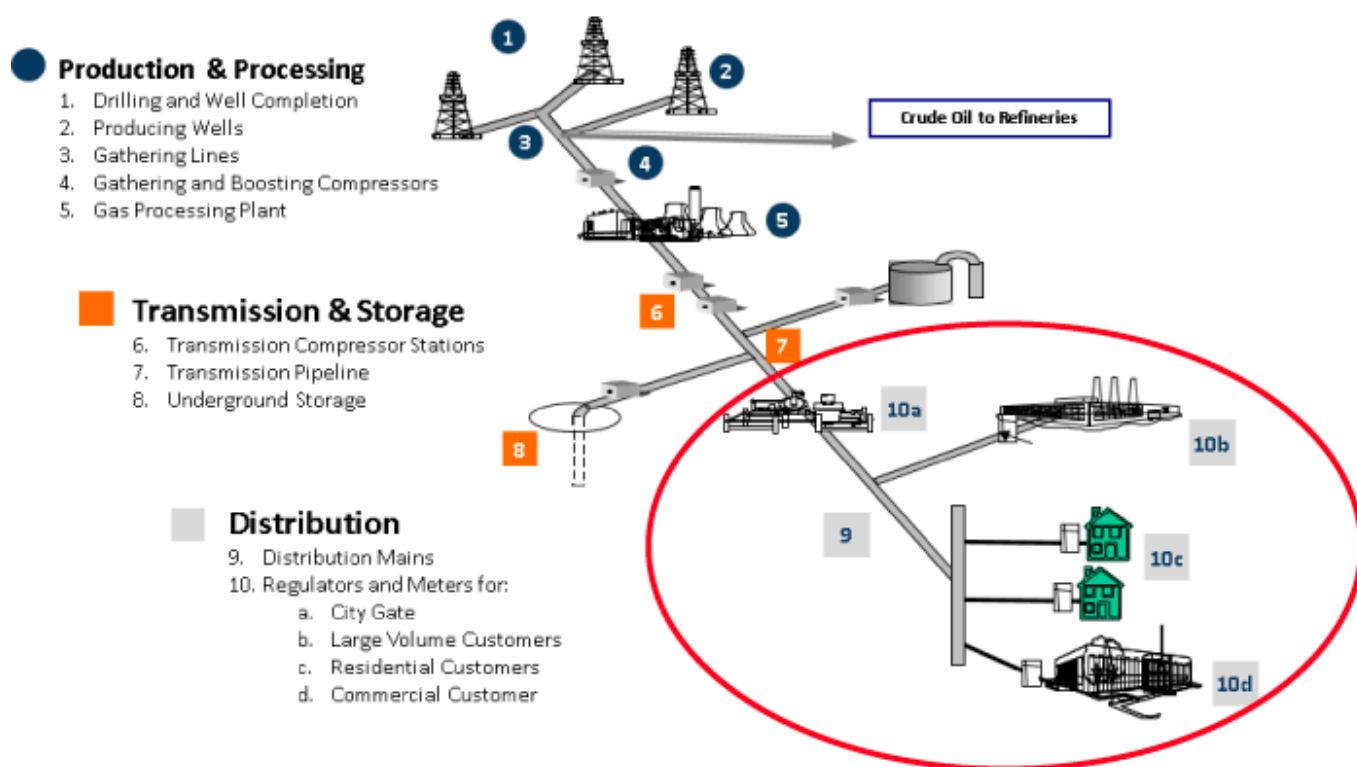 Production & Processing
1. Drilling and Well Completion
2. Producing Wells
3. Gathering Lines
4. Gathering and Boosting Compressors
5. Gas Processing Plant
Transmission & Storage
6. Transmission Compressor Stations
7. Transmission Pipeline
8. Underground Storage
Distribution
9. Distribution Mains
10. Regulators and Meters for:
a. City Gate
b. Large Volume Customers
c. Residential Customers
d. Commercial Customer
1
2
Crude Oil to Refineries
3
4
5
6
7
8
10a
10b
9
10c
10d